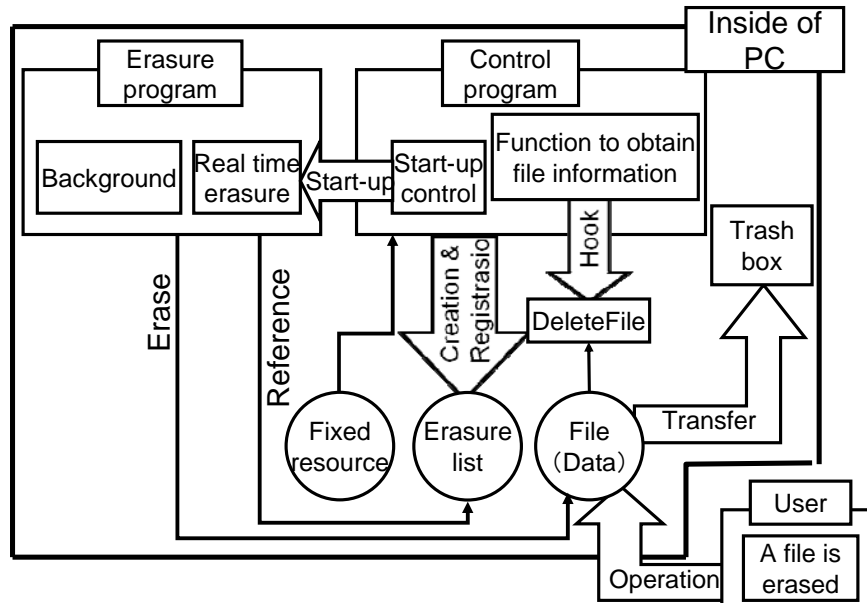 Inside of
PC
Erasure
program
Control
program
Background
Real time
erasure
Start-up
Start-up
control
Function to obtain
file information
Trash
box
Hook
Creation &
Registrasio
DeleteFile
Erase
Reference
Fixed
resource
Erasure
list
File
（Data）
Transfer
User
Operation
A file is
erased